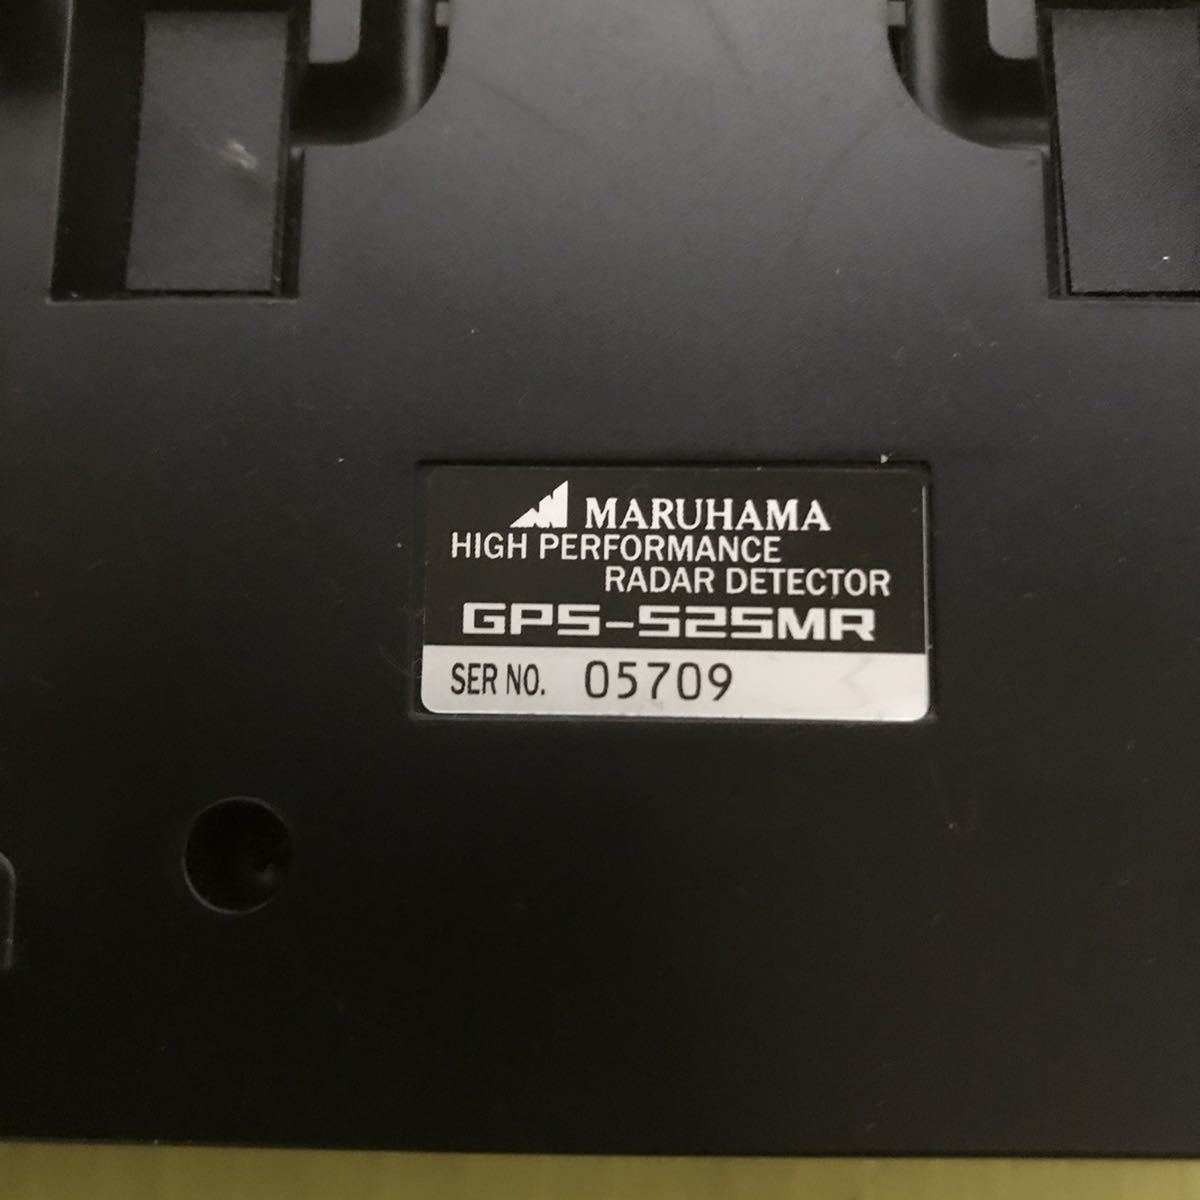 MARUHAMA
HIGH PERFORMANCE
RADAR DETECTOR
GPS-525MR
SER NO. 05709